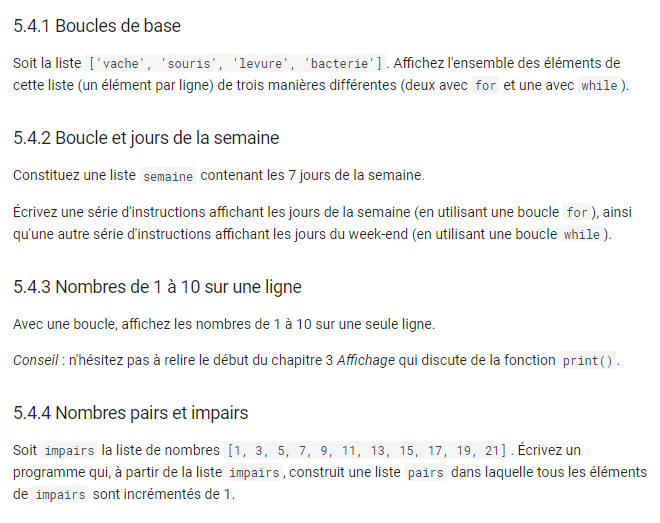 5.4.1 Boucles de base
Soit la liste ['vache', 'souris', 'levure', 'bacterie']. Affichez l'ensemble des éléments de
cette liste (un élément par ligne) de trois manières différentes (deux avec for et une avec while).
5.4.2 Boucle et jours de la semaine
Constituez une liste semaine contenant les 7 jours de la semaine.
Écrivez une série d'instructions affichant les jours de la semaine (en utilisant une boucle for), ainsi
qu'une autre série d'instructions affichant les jours du week-end (en utilisant une boucle while).
5.4.3 Nombres de 1 à 10 sur une ligne
Avec une boucle, affichez les nombres de 1 à 10 sur une seule ligne.
Conseil : n'hésitez pas à relire le début du chapitre 3 Affichage qui discute de la fonction print().
5.4.4 Nombres pairs et impairs
Soit impairs la liste de nombres [1, 3, 5, 7, 9, 11, 13, 15, 17, 19, 21]. Écrivez un
programme qui, à partir de la liste impairs, construit une liste pairs dans laquelle tous les éléments
de impairs sont incrémentés de 1.